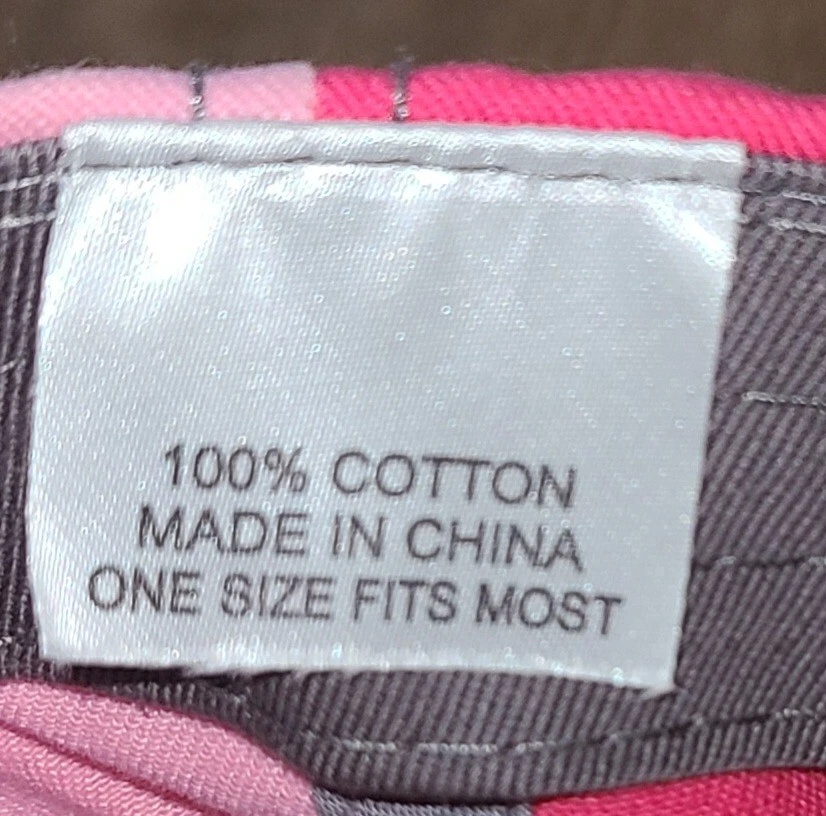 100% COTTON
MADE IN CHINA
ONE SIZE FITS MOST